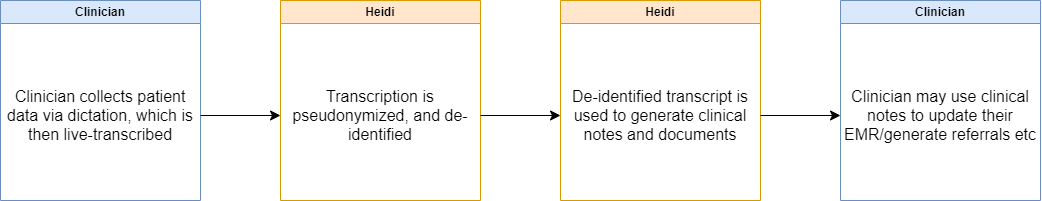 Clinician
Clinician collects patient
data via dictation, which is
then live-transcribed
Heidi
Transcription is
pseudonymized, and de-
identified
Heidi
De-identified transcript is
used to generate clinical
notes and documents
Clinician
Clinician may use clinical
notes to update their
EMR/generate referrals etc